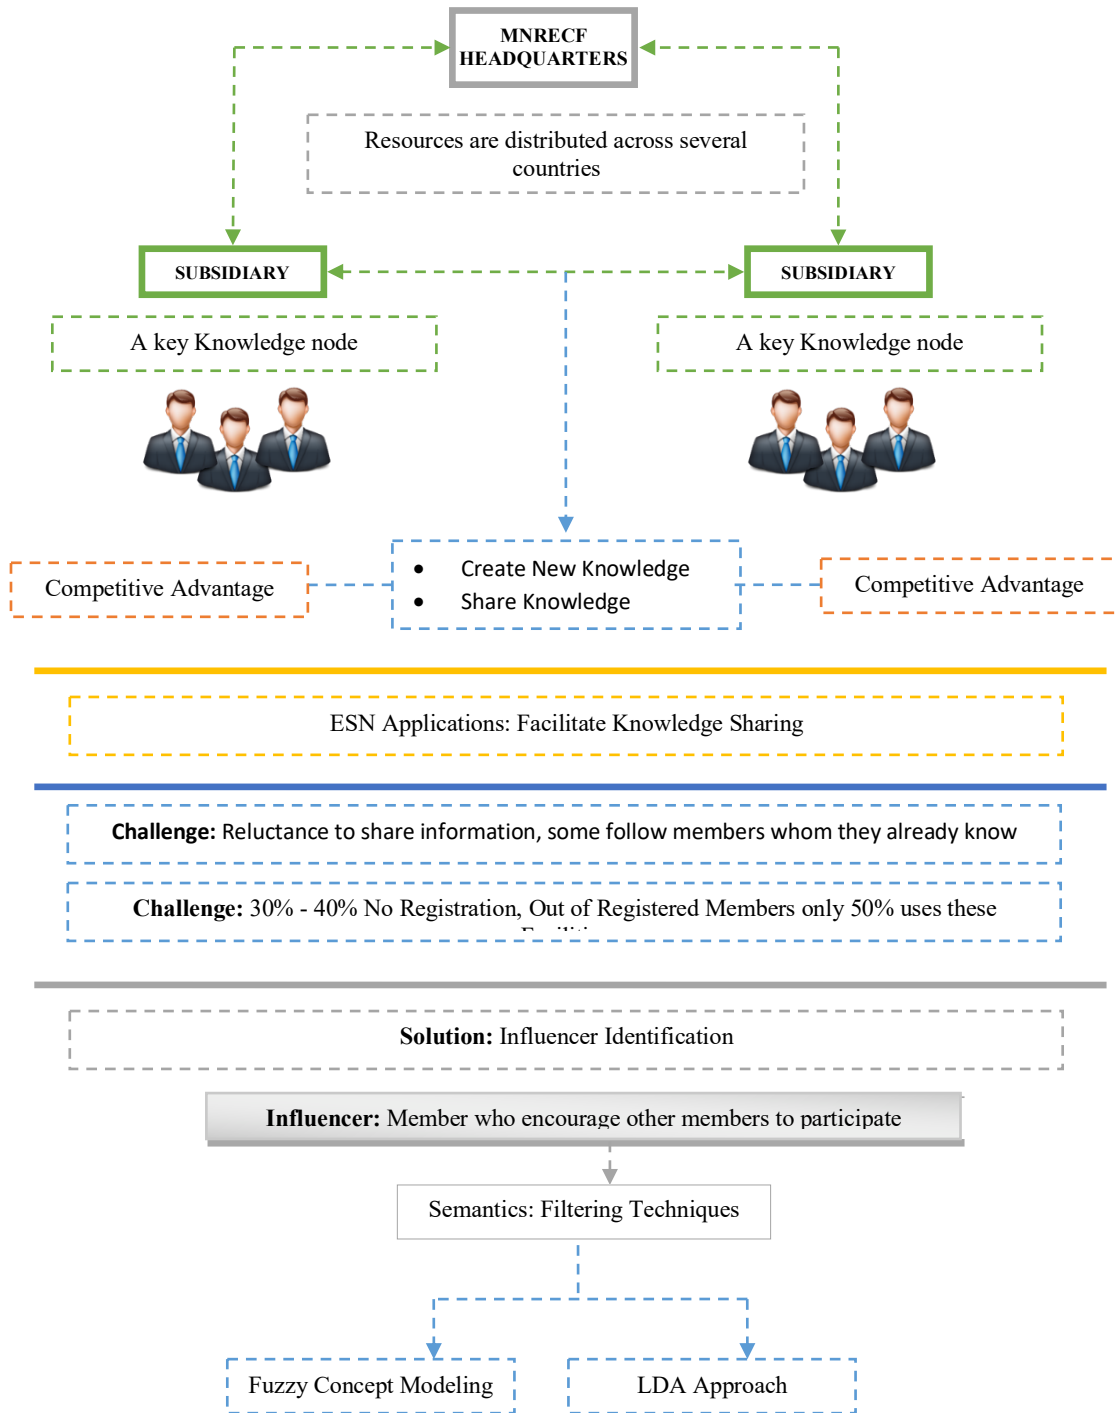 MNRECF
HEADQUARTERS
Resources are distributed across several
countries
SUBSIDIARY
SUBSIDIARY
A key Knowledge node
A key Knowledge node
• Create New Knowledge
• Share Knowledge
Competitive Advantage
Competitive Advantage
ESN Applications: Facilitate Knowledge Sharing
Challenge: Reluctance to share information, some follow members whom they already know
Challenge: 30% - 40% No Registration, Out of Registered Members only 50% uses these
Solution: Influencer Identification
Influencer: Member who encourage other members to participate
Semantics: Filtering Techniques
Fuzzy Concept Modeling
LDA Approach